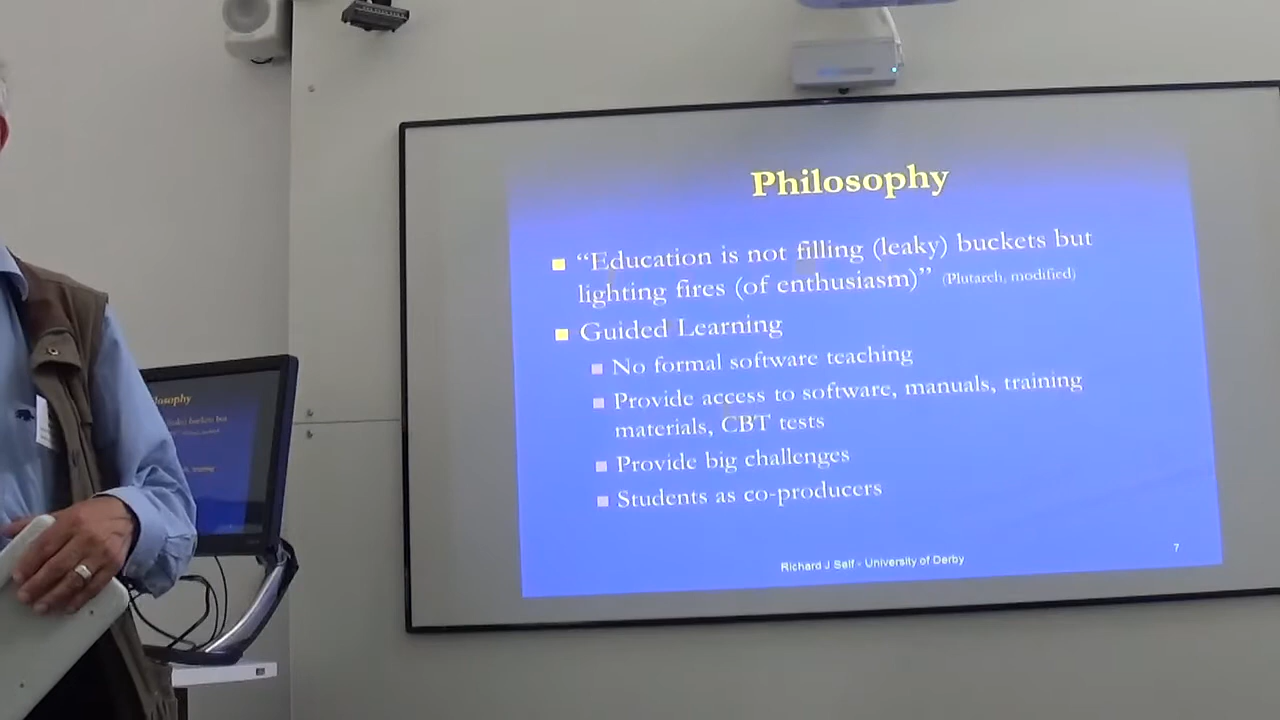 Philosophy
“Education is not filling (leaky) buckets but
lighting fires (of enthusiasm)” (Plutarch, modified)
Guided Learning
No formal software teaching
Provide access to software, manuals, training
materials, CBT tests
Provide big challenges
Students as co-producers
Richard J Self - University of Derby
7